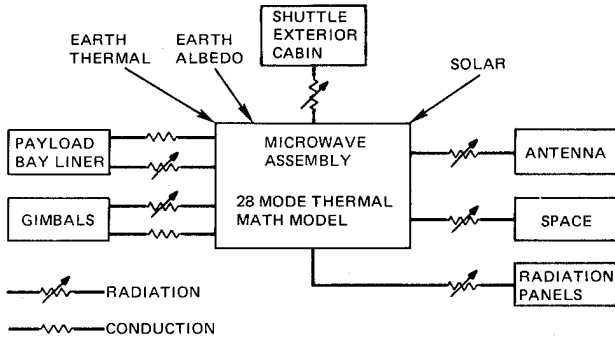 SHUTTLE
EXTERIOR
CABIN
EARTH
THERMAL
EARTH
ALBEDO
SOLAR
PAYLOAD
BAY LINER
GIMBALS
MICROWAVE
ASSEMBLY
28 MODE THERMAL
MATH MODEL
ANTENNA
SPACE
RADIATION
PANELS
RADIATION
CONDUCTION